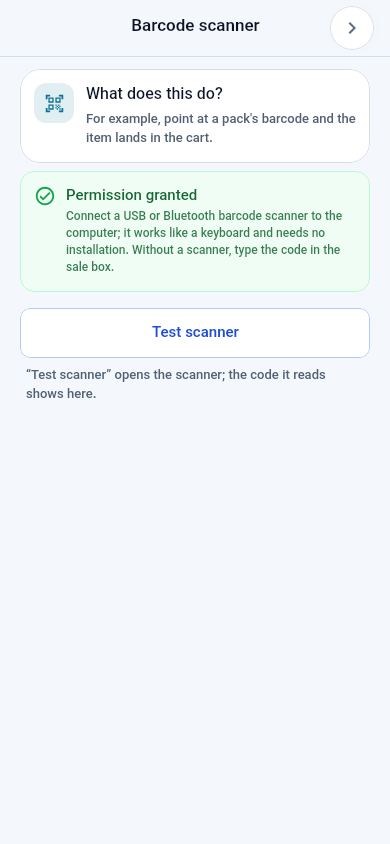 Barcode scanner
What does this do?
For example, point at a pack's barcode and the
item lands in the cart.
Permission granted
Connect a USB or Bluetooth barcode scanner to the
computer; it works like a keyboard and needs no
installation. Without a scanner, type the code in the
sale box.
Test scanner
“Test scanner” opens the scanner; the code it reads
shows here.